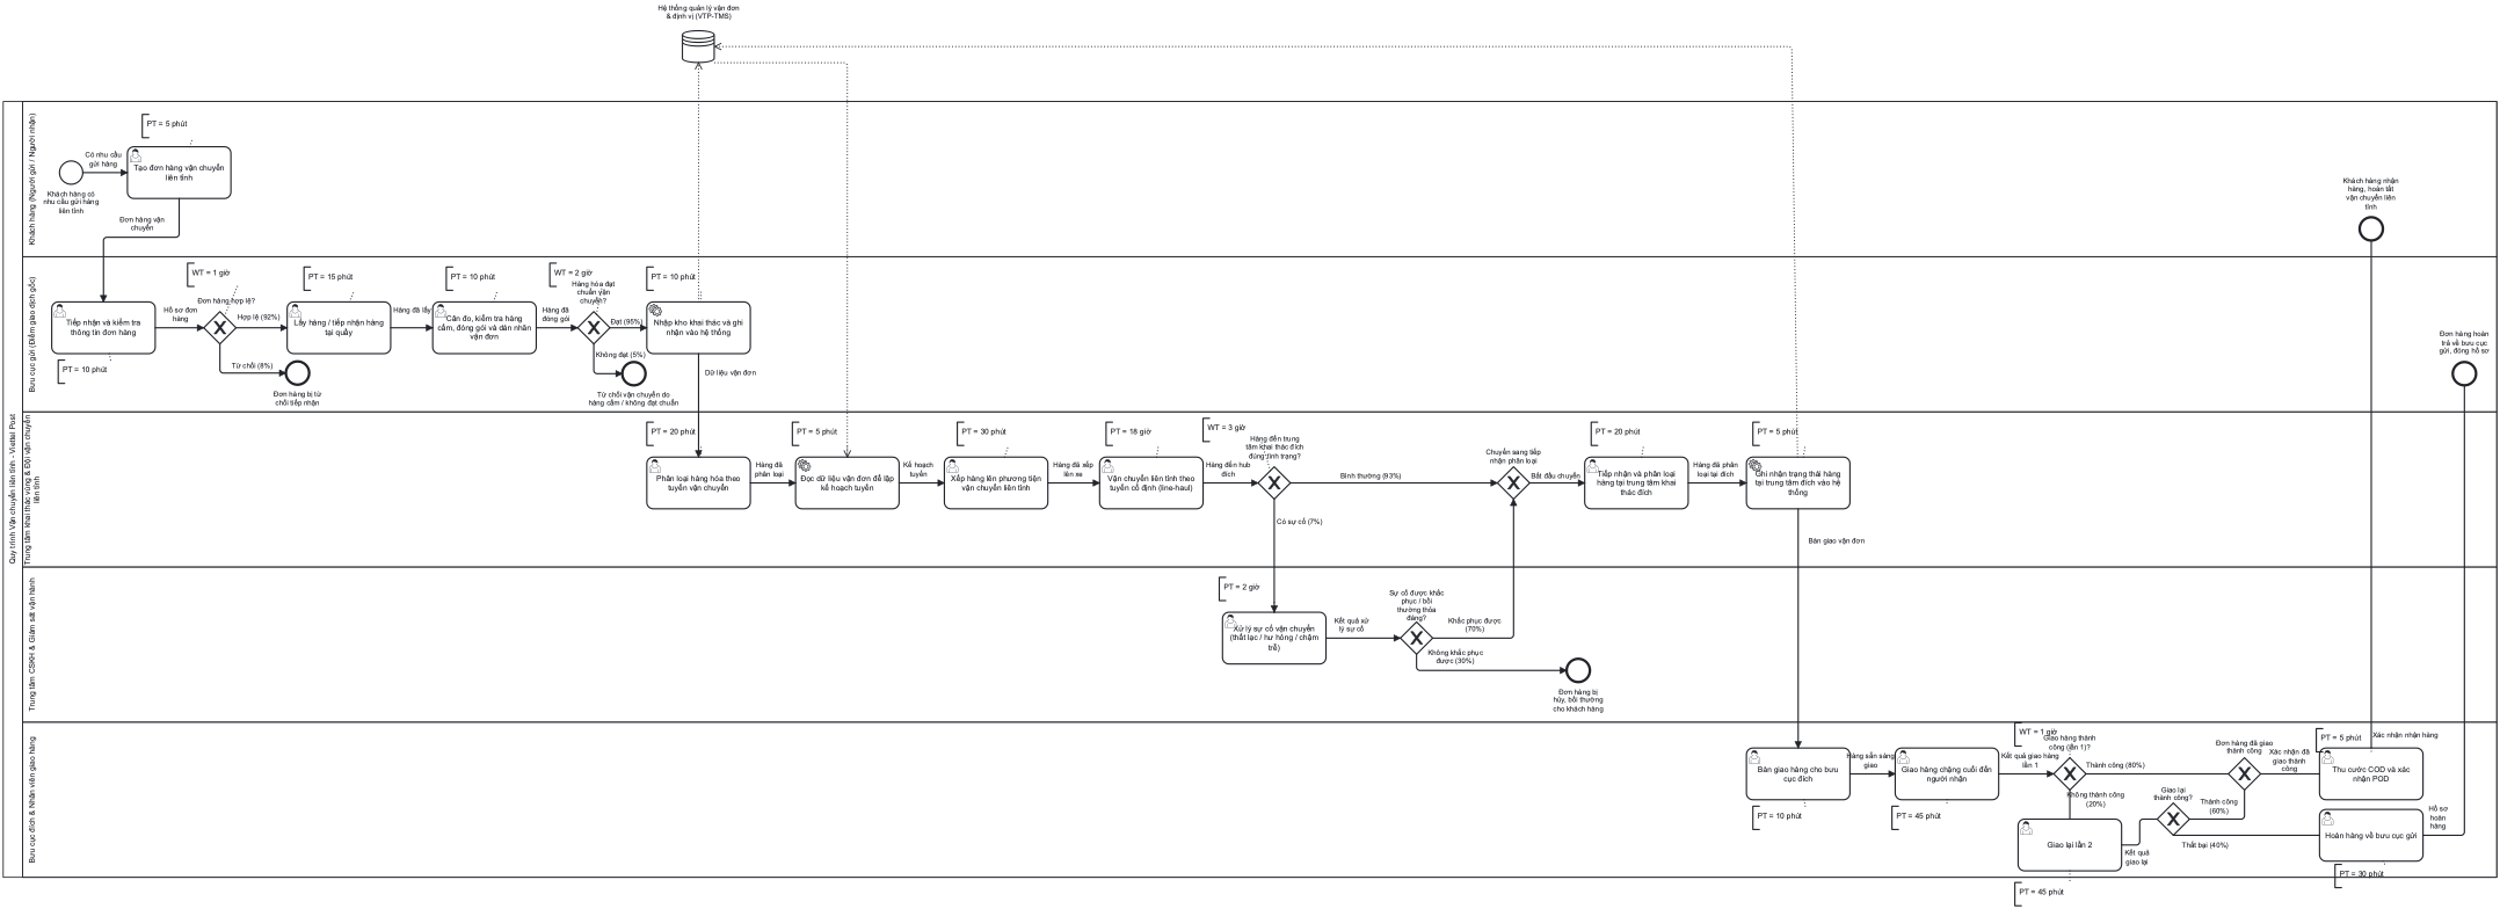 Hệ thống quản lý vận đơn
& định vị (VTP-TMS)
Quy trình Vận chuyển liên tỉnh - Viettel Post
Khách hàng (Người gửi / Người nhận)
PT = 5 phút
Có nhu cầu
gửi hàng
Tạo đơn hàng vận chuyển
liên tỉnh
Khách hàng có
nhu cầu gửi hàng
liên tỉnh
Đơn hàng vận
chuyển
Khách hàng nhận
hàng, hoàn tất
vận chuyển liên
tỉnh
Bưu cục gửi (Điểm giao dịch gốc)
WT = 1 giờ
PT = 15 phút
PT = 10 phút
WT = 2 giờ
PT = 10 phút
Hàng hóa đạt
chuẩn vận
chuyển?
Đơn hàng hợp lệ?
Tiếp nhận và kiểm tra
thông tin đơn hàng
Hồ sơ đơn
hàng
Hợp lệ (92%)
Lấy hàng / tiếp nhận hàng
tại quầy
Hàng đã lấy
Cân đo, kiểm tra hàng
cấm, đóng gói và dán nhãn
vận đơn
Hàng đã
đóng gói
Đạt (95%)
Nhập kho khai thác và ghi
nhận vào hệ thống
PT = 10 phút
Từ chối (8%)
Đơn hàng bị từ
chối tiếp nhận
Không đạt (5%)
Từ chối vận chuyển do
hàng cấm / không đạt chuẩn
Dữ liệu vận đơn
Đơn hàng hoàn
trả về bưu cục
gửi, đóng hồ sơ
Trung tâm khai thác vùng & Đội vận chuyển
liên tỉnh
PT = 20 phút
PT = 5 phút
PT = 30 phút
PT = 18 giờ
WT = 3 giờ
PT = 20 phút
PT = 5 phút
Hàng đến trung
tâm khai thác đích
đúng tình trạng?
Chuyển sang tiếp
nhận phân loại
Phân loại hàng hóa theo
tuyến vận chuyển
Hàng đã
phân loại
Đọc dữ liệu vận đơn để lập
kế hoạch tuyến
Kế hoạch
tuyến
Xếp hàng lên phương tiện
vận chuyển liên tỉnh
Hàng đã xếp
lên xe
Vận chuyển liên tỉnh theo
tuyến cố định (line-haul)
Hàng đến hub
đích
Bình thường (93%)
Bắt đầu chuyển
Tiếp nhận và phân loại
hàng tại trung tâm khai
thác đích
Hàng đã phân
loại tại đích
Ghi nhận trạng thái hàng
tại trung tâm đích vào hệ
thống
Có sự cố (7%)
Bàn giao vận đơn
Trung tâm CSKH & Giám sát vận hành
PT = 2 giờ
Sự cố được khắc
phục / bồi
thường thỏa
đáng?
Xử lý sự cố vận chuyển
(thất lạc / hư hỏng / chậm
trễ)
Kết quả xử
lý sự cố
Khắc phục được
(70%)
Không khắc phục
được (30%)
Đơn hàng bị
hủy, bồi thường
cho khách hàng
Bưu cục đích & Nhân viên giao hàng
WT = 1 giờ
Giao hàng thành
công (lần 1)?
Đơn hàng đã giao
thành công
PT = 5 phút
Xác nhận nhận hàng
Bàn giao hàng cho bưu
cục đích
Hàng sẵn sàng
giao
Giao hàng chặng cuối đến
người nhận
Kết quả giao hàng
lần 1
Thành công (80%)
Xác nhận đã
giao thành
công
Thu cước COD và xác
nhận POD
Không thành công
(20%)
Giao lại
thành công?
Thành công
(60%)
PT = 10 phút
PT = 45 phút
Giao lại lần 2
Kết quả
giao lại
Thất bại (40%)
Hoàn hàng về bưu cục gửi
Hồ sơ
hoàn
hàng
PT = 30 phút
PT = 45 phút